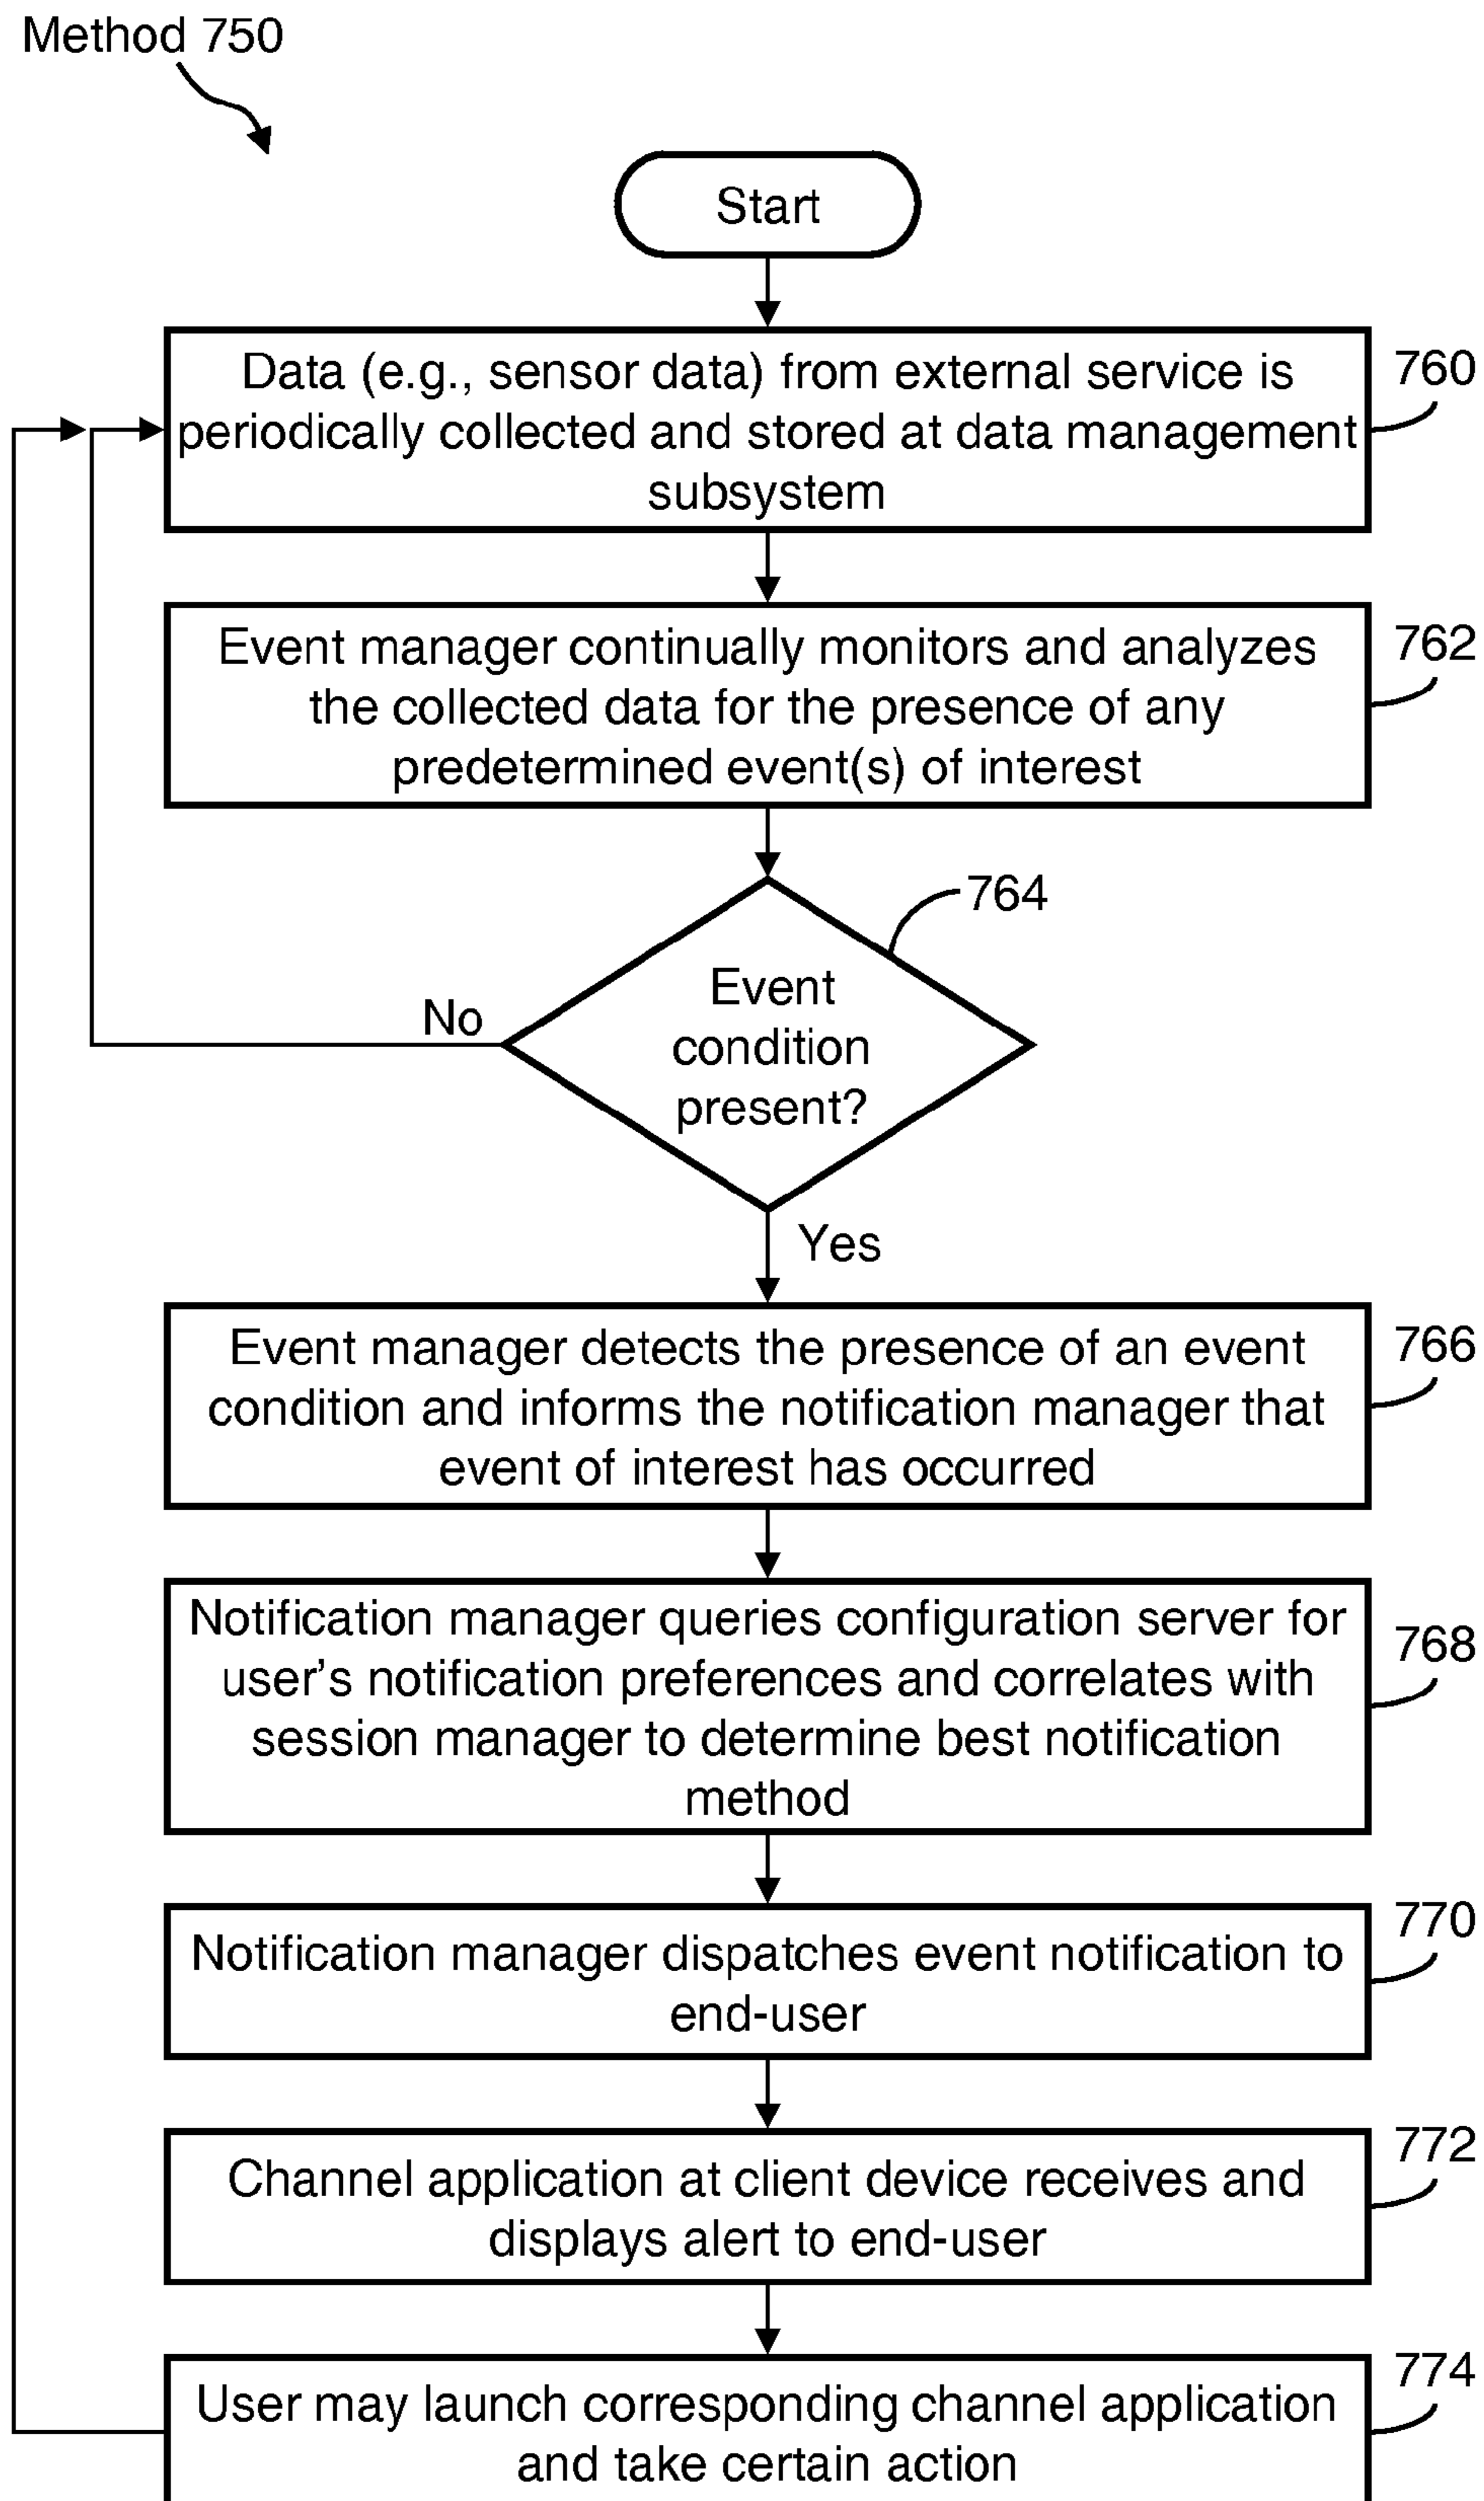 Method 750
Start
Data (e.g., sensor data) from external service is
periodically collected and stored at data management
subsystem
760
Event manager continually monitors and analyzes
the collected data for the presence of any
predetermined event(s) of interest
762
764
Event
condition
present?
No
Yes
Event manager detects the presence of an event
condition and informs the notification manager that
event of interest has occurred
766
Notification manager queries configuration server for
user's notification preferences and correlates with
session manager to determine best notification
method
768
Notification manager dispatches event notification to
end-user
770
Channel application at client device receives and
displays alert to end-user
772
User may launch corresponding channel application
and take certain action
774